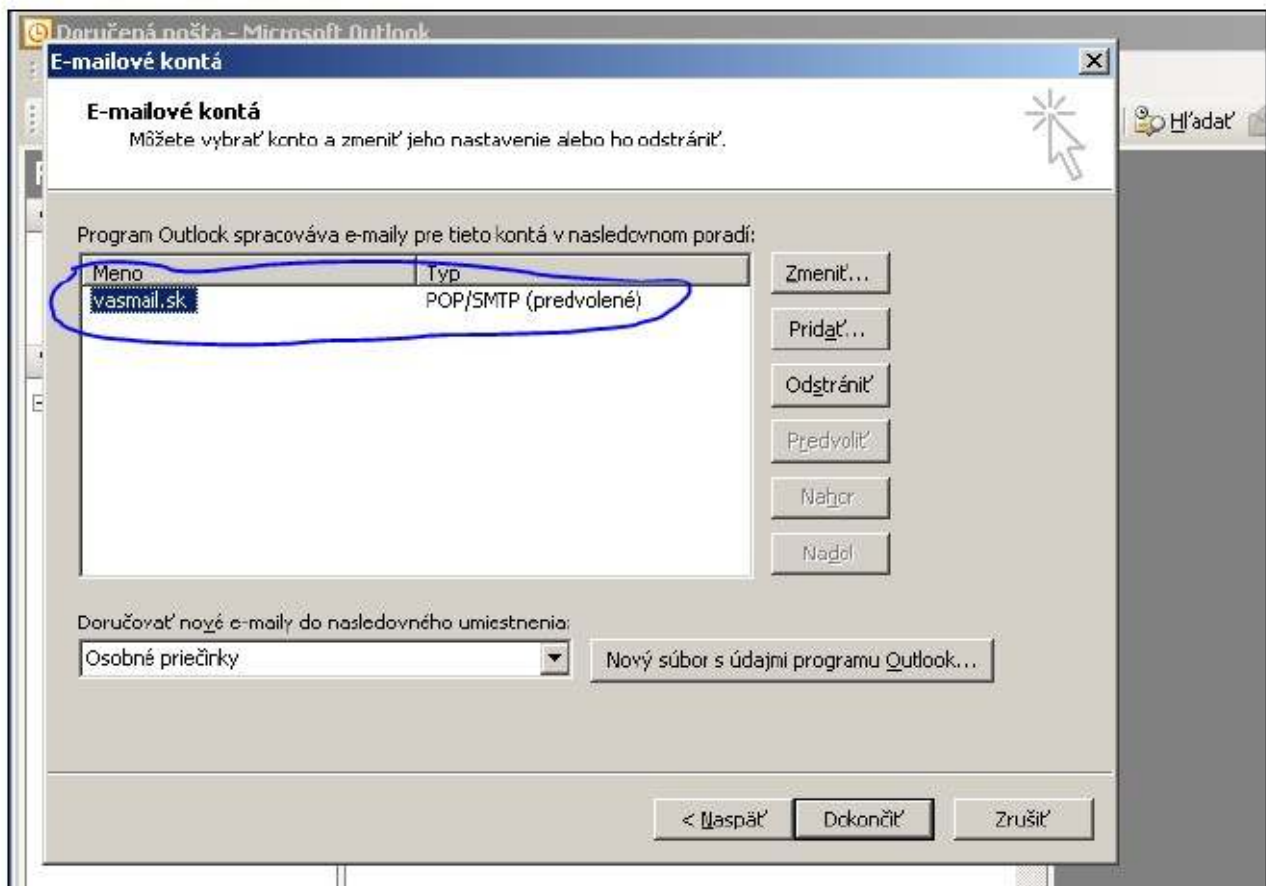 Doručená pošta - Microsoft Outlook
E-mailové kontá
E-mailové kontá
Môžete vybrať konto a zmeniť jeho nastavenie alebo ho odstrániť.
Hľadať
Program Outlook spracováva e-maily pre tieto kontá v nasledovnom poradí:
Meno Typ
vasmail.sk POP/SMTP (predvolené)
Zmeniť...
Pridať...
Odstrániť
Predvoliť
Nahor
Nadol
Doručovať nové e-maily do nasledovného umiestnenia:
Osobné priečinky
Nový súbor s údajmi programu Outlook...
< Naspäť Dokončiť Zrušiť